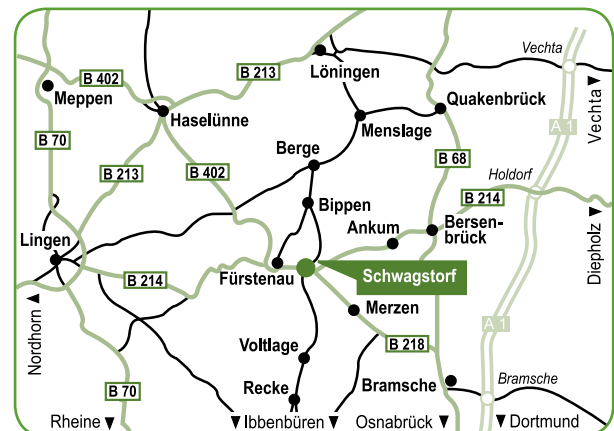 Vechta
B 213
Löningen
B 402
Meppen
Haselünne
Quakenbrück
Menslage
Vechta
A 1
B 70
Berge
B 68
B 213
B 402
Holdorf
B 214
Bippen
Ankum
Bersen-
brück
Diepholz
Lingen
B 214
Fürstenau
Schwagstorf
Nordhorn
Merzen
A 1
Voltlage
B 218
B 70
Recke
Bramsche
Bramsche
Rheine
Ibbenbüren
Osnabrück
Dortmund